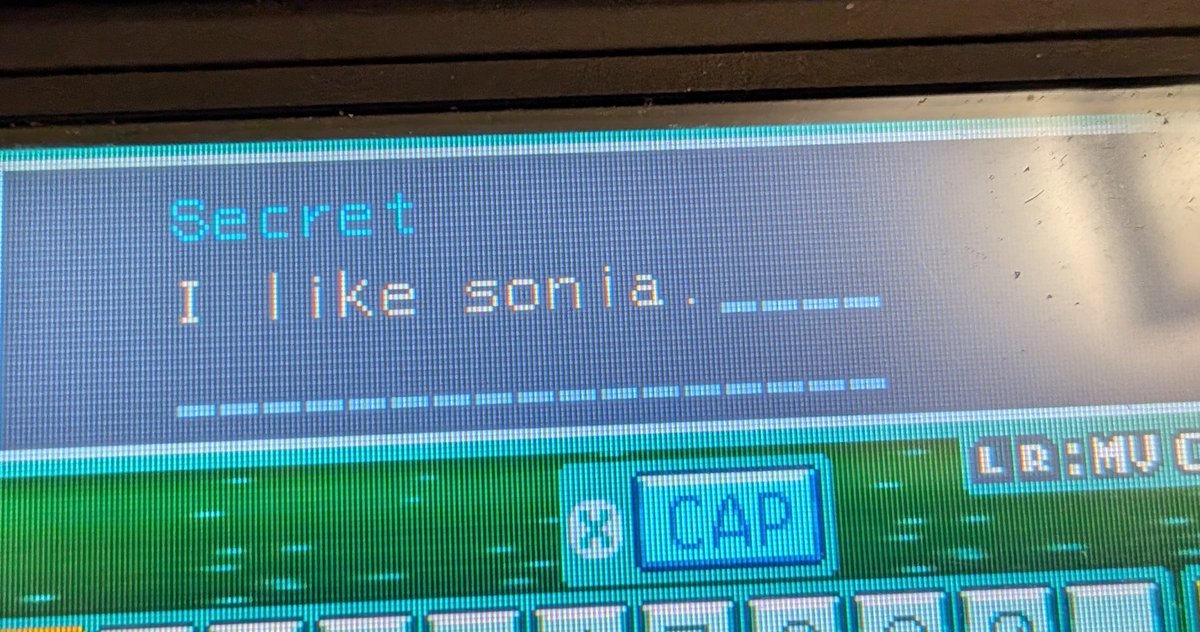 Secret
I like sonia.
LR:MV
X CAP